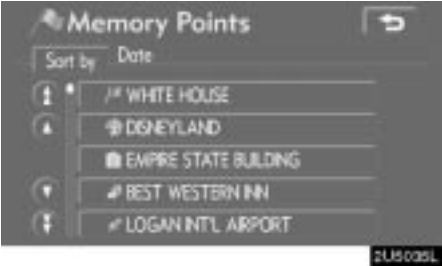 Memory Points
Sort by Date
WHITE HOUSE
DISNEYLAND
EMPIRE STATE BUILDING
BEST WESTERN INN
LOGAN INT'L AIRPORT
2U5035L